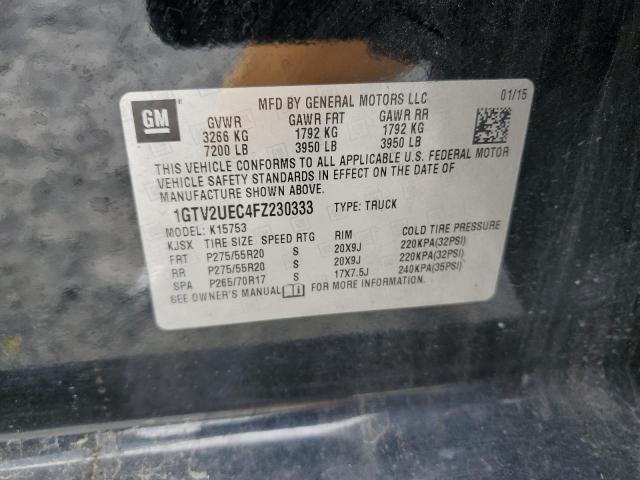 GM
MFD BY GENERAL MOTORS LLC 01/15
GVWR GAWR FRT GAWR RR
3266 KG 1792 KG 1792 KG
7200 LB 3950 LB 3950 LB
THIS VEHICLE CONFORMS TO ALL APPLICABLE U.S. FEDERAL MOTOR
VEHICLE SAFETY STANDARDS IN EFFECT ON THE DATE OF
MANUFACTURE SHOWN ABOVE.
1GTV2UEC4FZ230333 TYPE: TRUCK
MODEL: K15753
KJSX TIRE SIZE SPEED RTG RIM COLD TIRE PRESSURE
FRT P275/55R20 S 20X9J 220KPA(32PSI)
RR P275/55R20 S 20X9J 220KPA(32PSI)
SPA P265/70R17 S 17X7.5J 240KPA(35PSI)
SEE OWNER'S MANUAL FOR MORE INFORMATION.